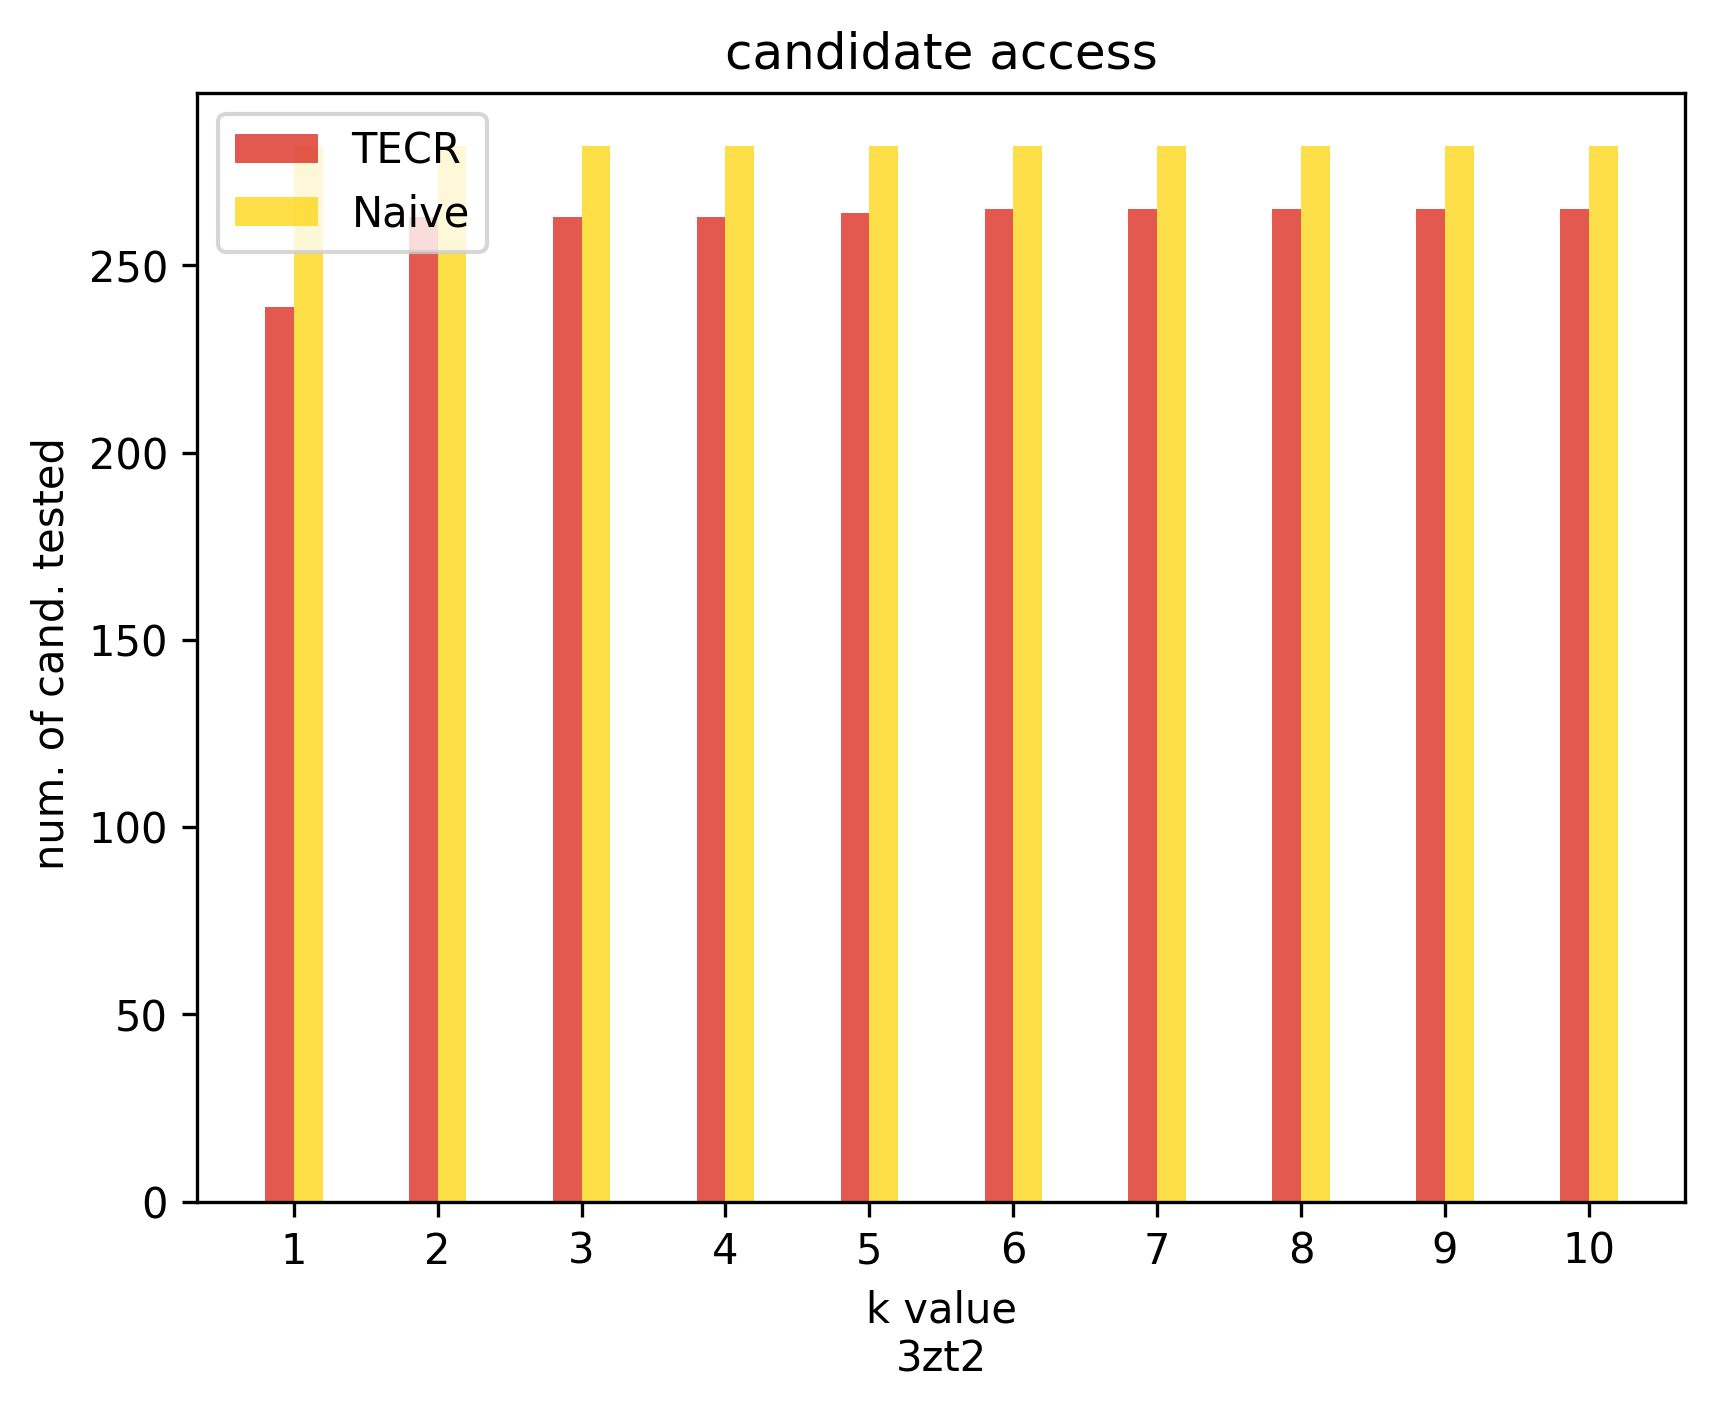 candidate access
TECR
Naive
num. of cand. tested
250
200
150
100
50
0
1 2 3 4 5 6 7 8 9 10
k value
3zt2